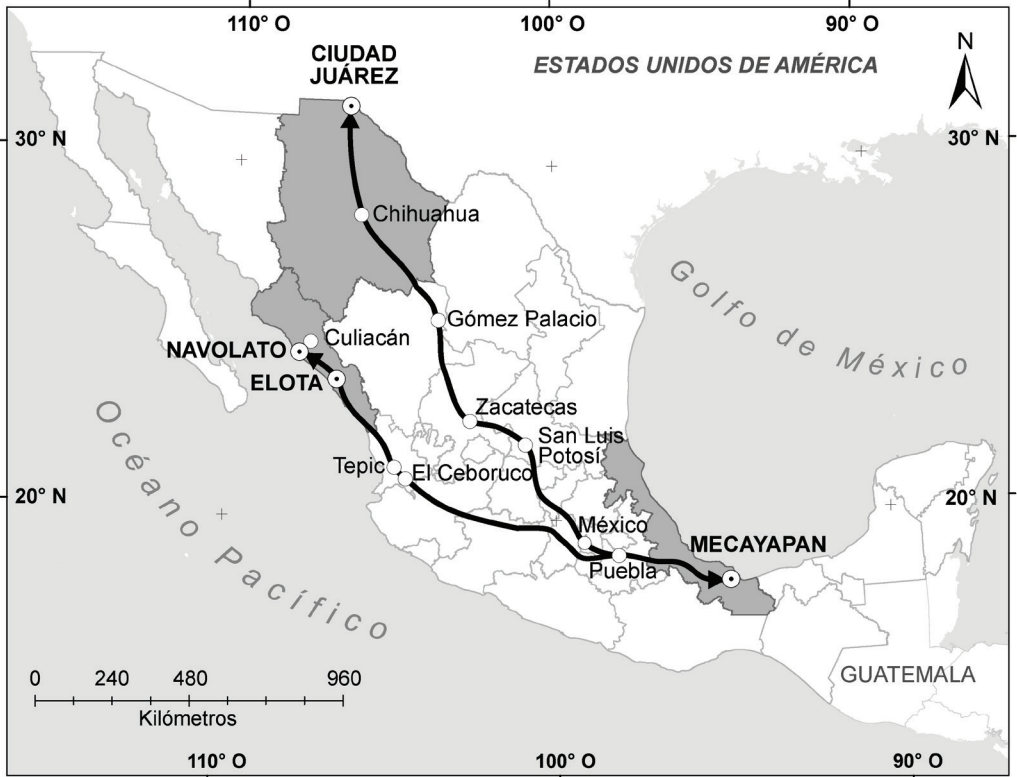 110° O
100° O
90° O
CIUDAD
JUÁREZ
ESTADOS UNIDOS DE AMÉRICA
N
30° N
30° N
Chihuahua
Golfo de México
Gómez Palacio
Culiacán
NAVOLATO
ELOTA
Zacatecas
San Luis
Potosí
Océano Pacífico
Tepic
El Ceboruco
20° N
20° N
México
MECAYAPAN
Puebla
GUATEMALA
0 240 480 960
Kilómetros
110° O
100° O
90° O